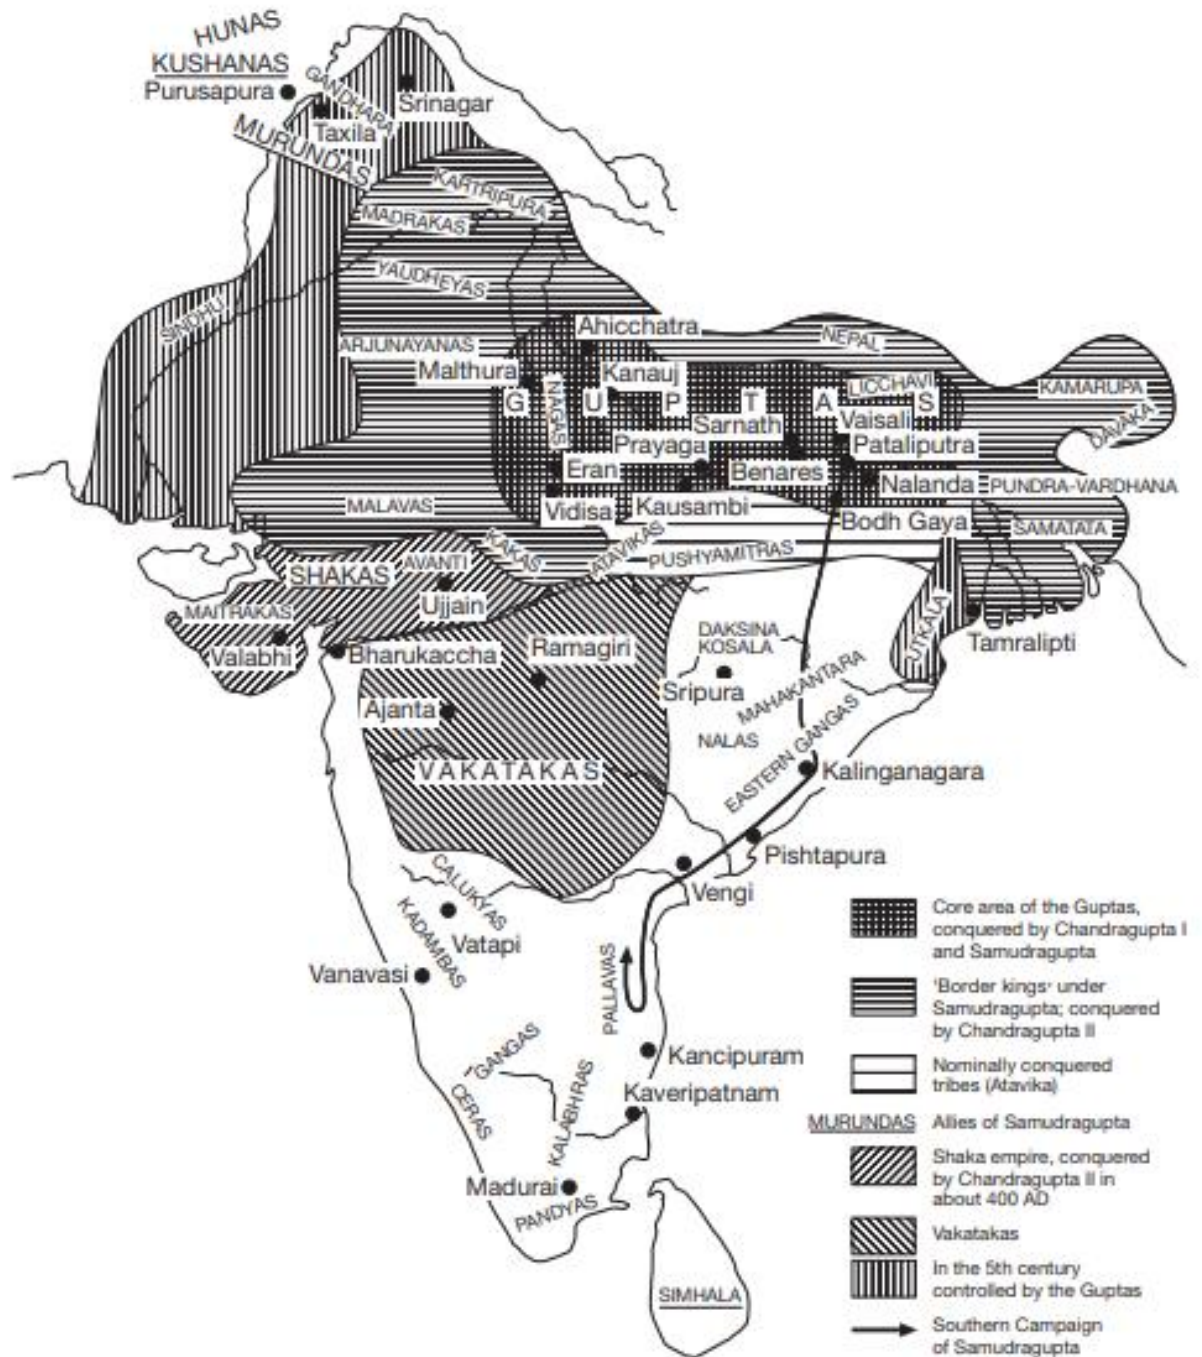 HUNAS
KUSHANAS
Purusapura
GANDHARA
Srinagar
Taxila
MURUNDAS
KARTRIPURA
MADRAKAS
YAUDHEYAS
SINDHU
Ahicchatra
NEPAL
ARJUNAYANAS
Malthura
Kanauj
LICCHAVI
KAMARUPA
NAGAS
GUPTAS
DAVAKA
Sarnath
Vaisali
Prayaga
Pataliputra
Eran
Benares
Nalanda
PUNDRA-VARDHANA
MALAVAS
Vidisa
Kausambi
Bodh Gaya
SAMATATA
KAKAS
ATAVIKAS
PUSHYAMITRAS
SHAKAS
AVANTI
Ujjain
MAITRAKAS
Valabhi
Bharukaccha
Ramagiri
DAKSINA
KOSALA
UTKALA
Tamralipti
Sripura
MAHAKANTARA
Ajanta
NALAS
EASTERN GANGAS
VAKATAKAS
Kalinganagara
Pishtapura
Vengi
CALUKYAS
KADAMBAS
Vatapi
Vanavasi
PALLAVAS
GANGAS
Kancipuram
CERAS
KALABHRAS
Kaveripatnam
Madurai
PANDYAS
SIMHALA
Core area of the Guptas,
conquered by Chandragupta I
and Samudragupta
'Border kings' under
Samudragupta; conquered
by Chandragupta II
Nominally conquered
tribes (Atavika)
MURUNDAS Allies of Samudragupta
Shaka empire, conquered
by Chandragupta II in
about 400 AD
Vakatakas
In the 5th century
controlled by the Guptas
Southern Campaign
of Samudragupta